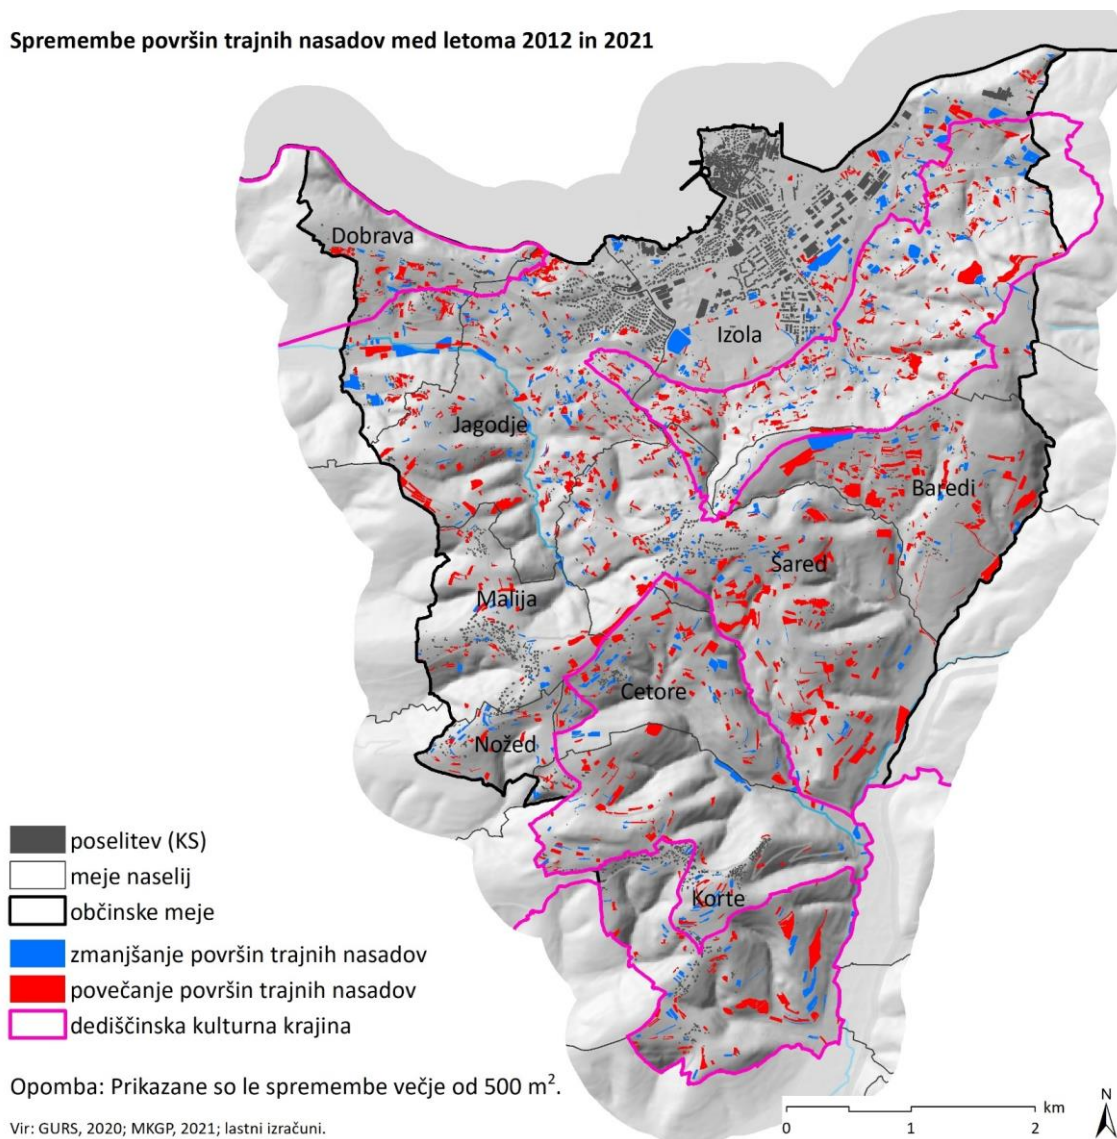 Spremembe površin trajnih nasadov med letoma 2012 in 2021
Dobrava
Izola
Jagodje
Baredi
Šared
Malija
Cetore
Nožed
Korte
poselitev (KS)
meje naselij
občinske meje
zmanjšanje površin trajnih nasadov
povečanje površin trajnih nasadov
dediščinska kulturna krajina
Opomba: Prikazane so le spremembe večje od 500 m².
Vir: GURS, 2020; MKGP, 2021; lastni izračuni.
km
0 1 2
N